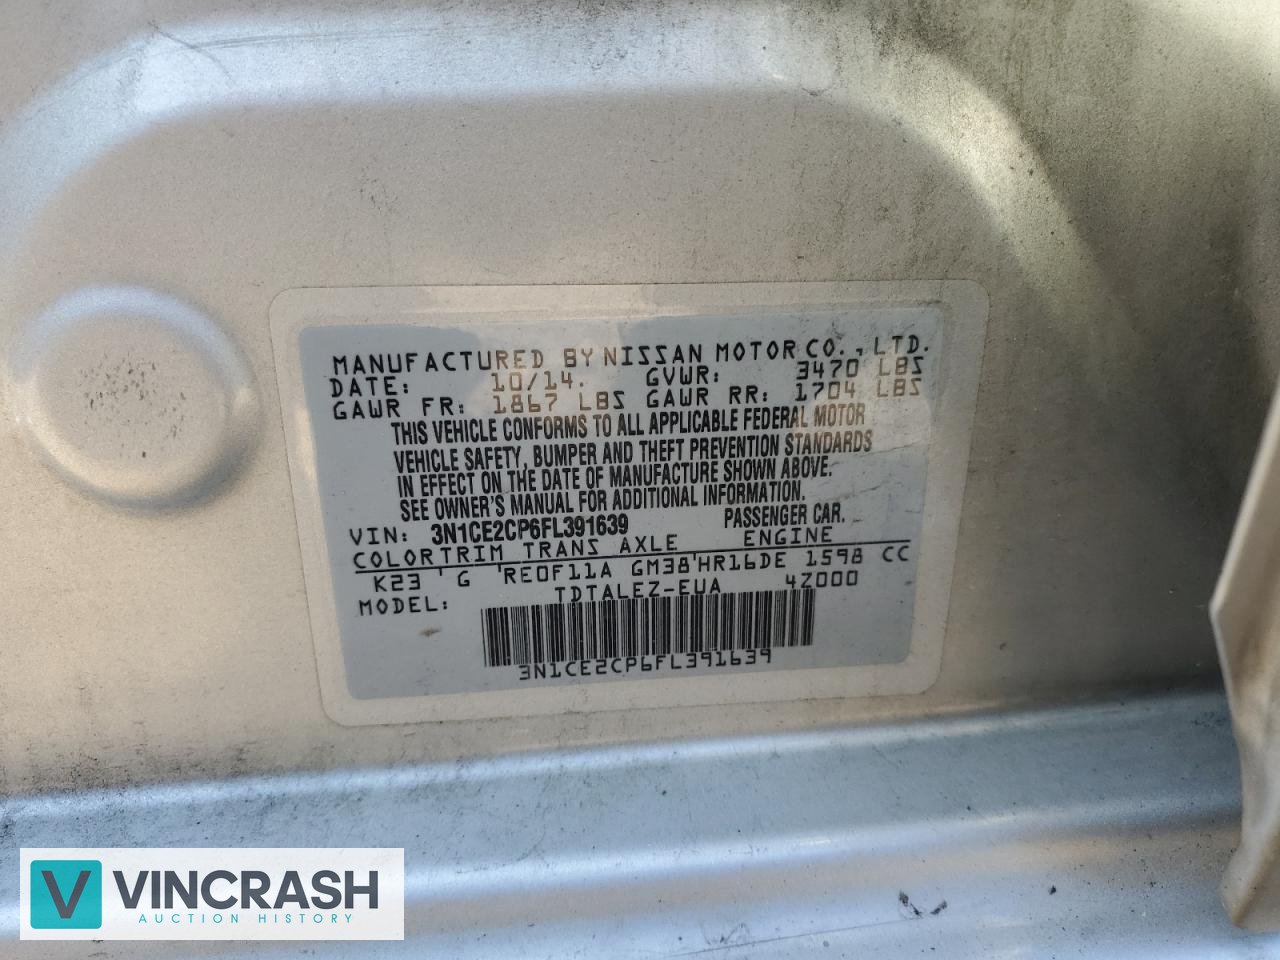 MANUFACTURED BY NISSAN MOTOR CO., LTD.
DATE: 10/14. GVWR: 3470 LBS
GAWR FR: 1867 LBS GAWR RR: 1704 LBS
THIS VEHICLE CONFORMS TO ALL APPLICABLE FEDERAL MOTOR
VEHICLE SAFETY, BUMPER AND THEFT PREVENTION STANDARDS
IN EFFECT ON THE DATE OF MANUFACTURE SHOWN ABOVE.
SEE OWNER'S MANUAL FOR ADDITIONAL INFORMATION.
VIN: 3N1CE2CP6FL391639 PASSENGER CAR.
COLORTRIM TRANS AXLE ENGINE
K23 ' G 'RE0F11A GM38'HR16DE 1598 CC
MODEL: TDTALEZ-EUA 4Z000
3N1CE2CP6FL391639
V VINCRASH
AUCTION HISTORY